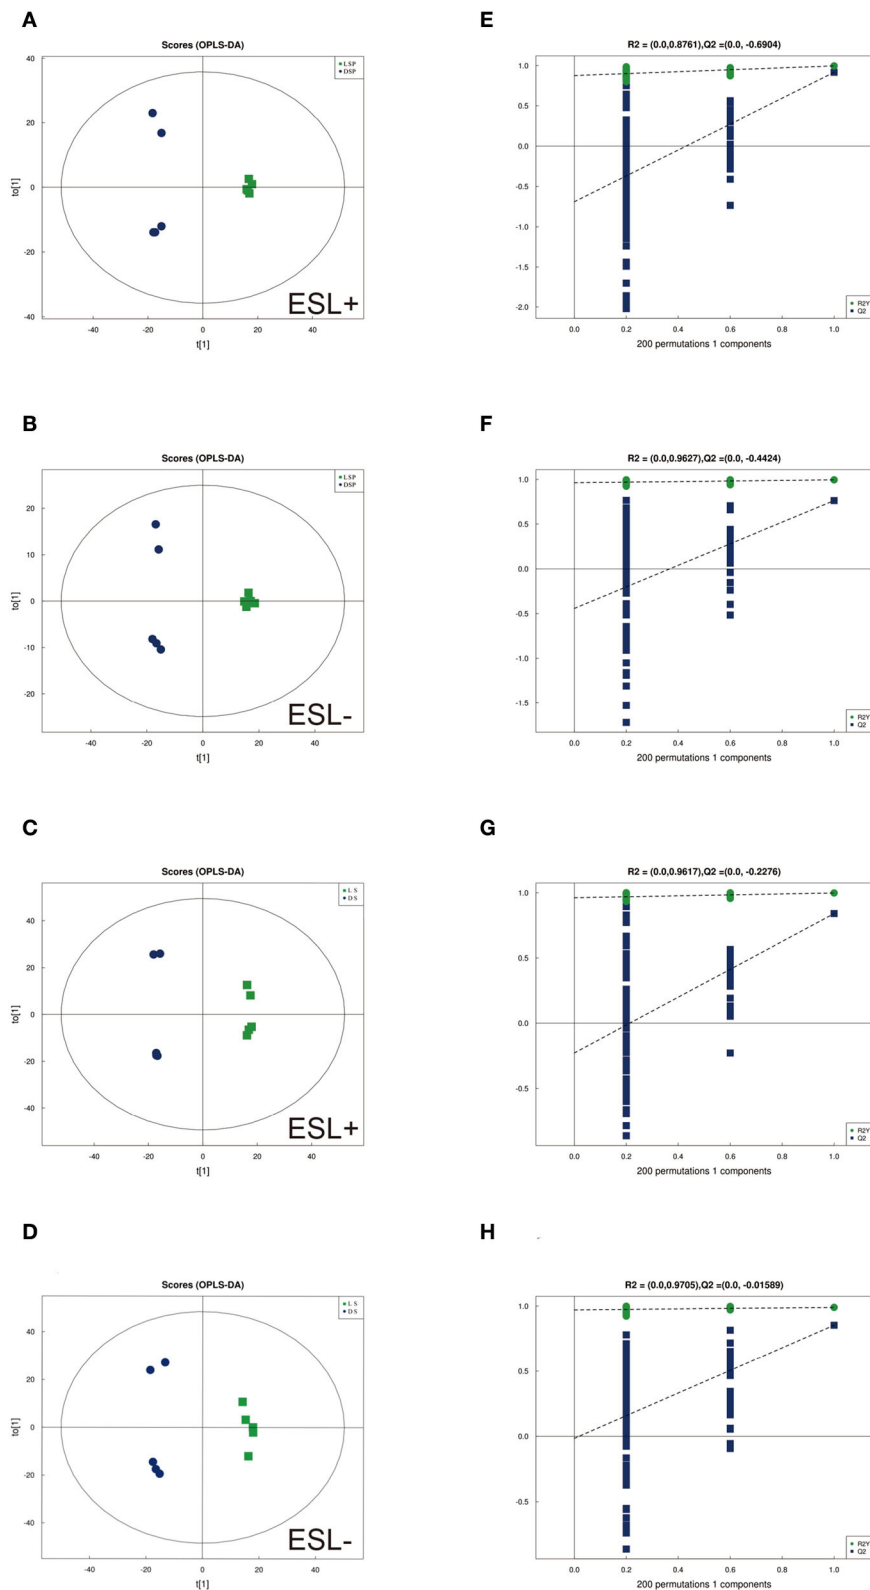 A
Scores (OPLS-DA)
LSP
DSP
40
20
0
-20
-40
to[1]
ESL+
-40 -20 0 20 40
t[1]
E
R2 = (0.0,0.8761),Q2 =(0.0, -0.6904)
1.0
0.5
0.0
-0.5
-1.0
-1.5
-2.0
R2Y
Q2
0.0 0.2 0.4 0.6 0.8 1.0
200 permutations 1 components
B
Scores (OPLS-DA)
LSP
DSP
20
10
0
-10
-20
to[1]
ESL-
-40 -20 0 20 40
t[1]
F
R2 = (0.0,0.9627),Q2 =(0.0, -0.4424)
1.0
0.5
0.0
-0.5
-1.0
-1.5
R2Y
Q2
0.0 0.2 0.4 0.6 0.8 1.0
200 permutations 1 components
C
Scores (OPLS-DA)
L S
D S
40
20
0
-20
-40
to[1]
ESL+
-40 -20 0 20 40
t[1]
G
R2 = (0.0,0.9617),Q2 =(0.0, -0.2276)
1.0
0.5
0.0
-0.5
R2Y
Q2
0.0 0.2 0.4 0.6 0.8 1.0
200 permutations 1 components
D
Scores (OPLS-DA)
L S
D S
40
20
0
-20
-40
to[1]
ESL-
-40 -20 0 20 40
t[1]
H
R2 = (0.0,0.9705),Q2 =(0.0, -0.01589)
1.0
0.5
0.0
-0.5
R2Y
Q2
0.0 0.2 0.4 0.6 0.8 1.0
200 permutations 1 components